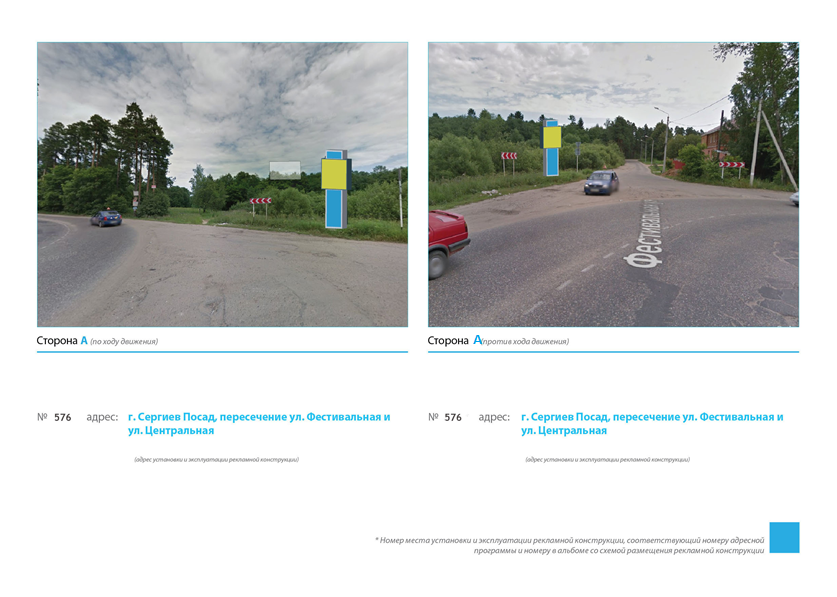 Фестивальная
Сторона А (по ходу движения)
Сторона А (против хода движения)
№ 576 адрес: г. Сергиев Посад, пересечение ул. Фестивальная и
ул. Центральная
(адрес установки и эксплуатации рекламной конструкции)
№ 576 адрес: г. Сергиев Посад, пересечение ул. Фестивальная и
ул. Центральная
(адрес установки и эксплуатации рекламной конструкции)
* Номер места установки и эксплуатации рекламной конструкции, соответствующий номеру адресной
программы и номеру в альбоме со схемой размещения рекламной конструкции